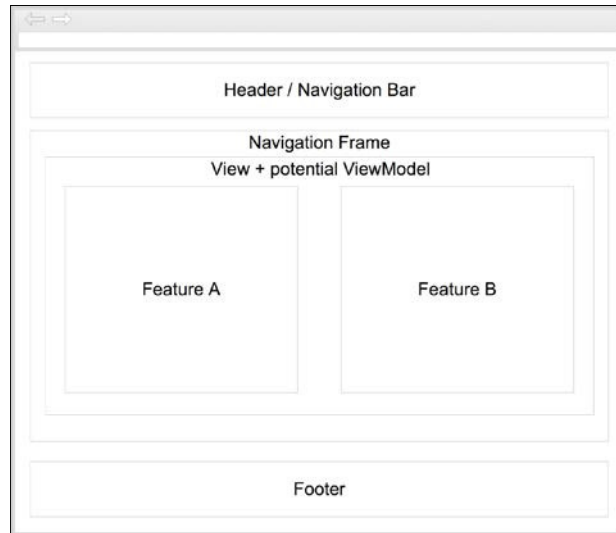 Header / Navigation Bar
Navigation Frame
View + potential ViewModel
Feature A
Feature B
Footer